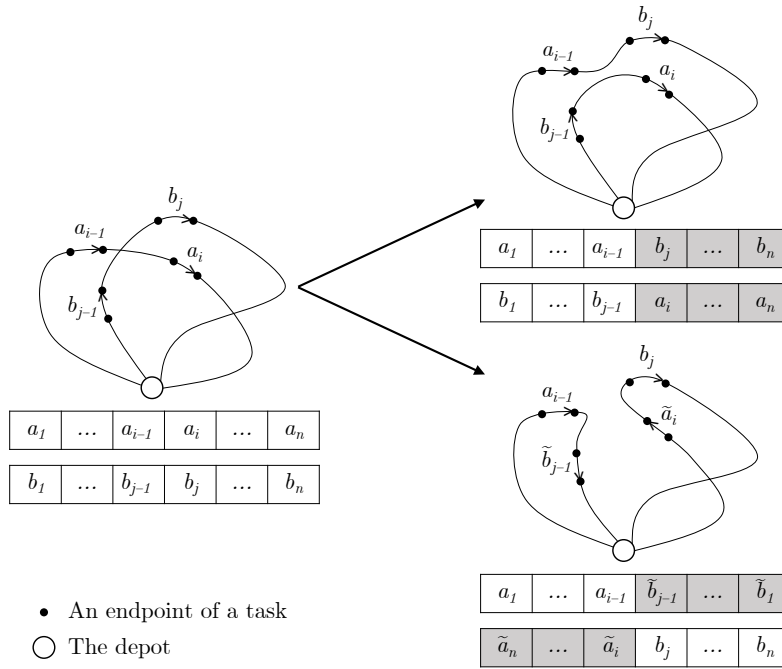 b_j
a_{i–1}
a_i
b_{j–1}
b_j
a_{i–1}
a_i
b_{j–1}
a_1 ... a_{i–1} b_j ... b_n
b_1 ... b_{j–1} a_i ... a_n
a_1 ... a_{i–1} a_i ... a_n
b_1 ... b_{j–1} b_j ... b_n
b_j
a_{i–1}
ã_i
b̃_{j–1}
a_1 ... a_{i–1} b̃_{j–1} ... b̃_1
ã_n ... ã_i b_j ... b_n
An endpoint of a task
The depot